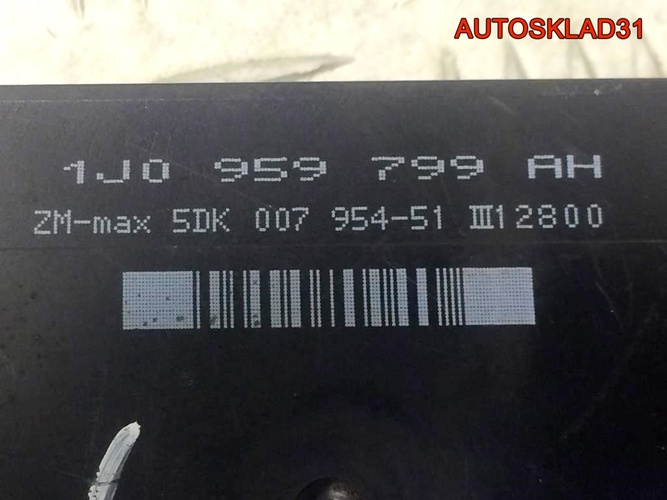 AUTOSKLAD31
1J0 959 799 AH
ZM-max 5DK 007 954-51 III12800